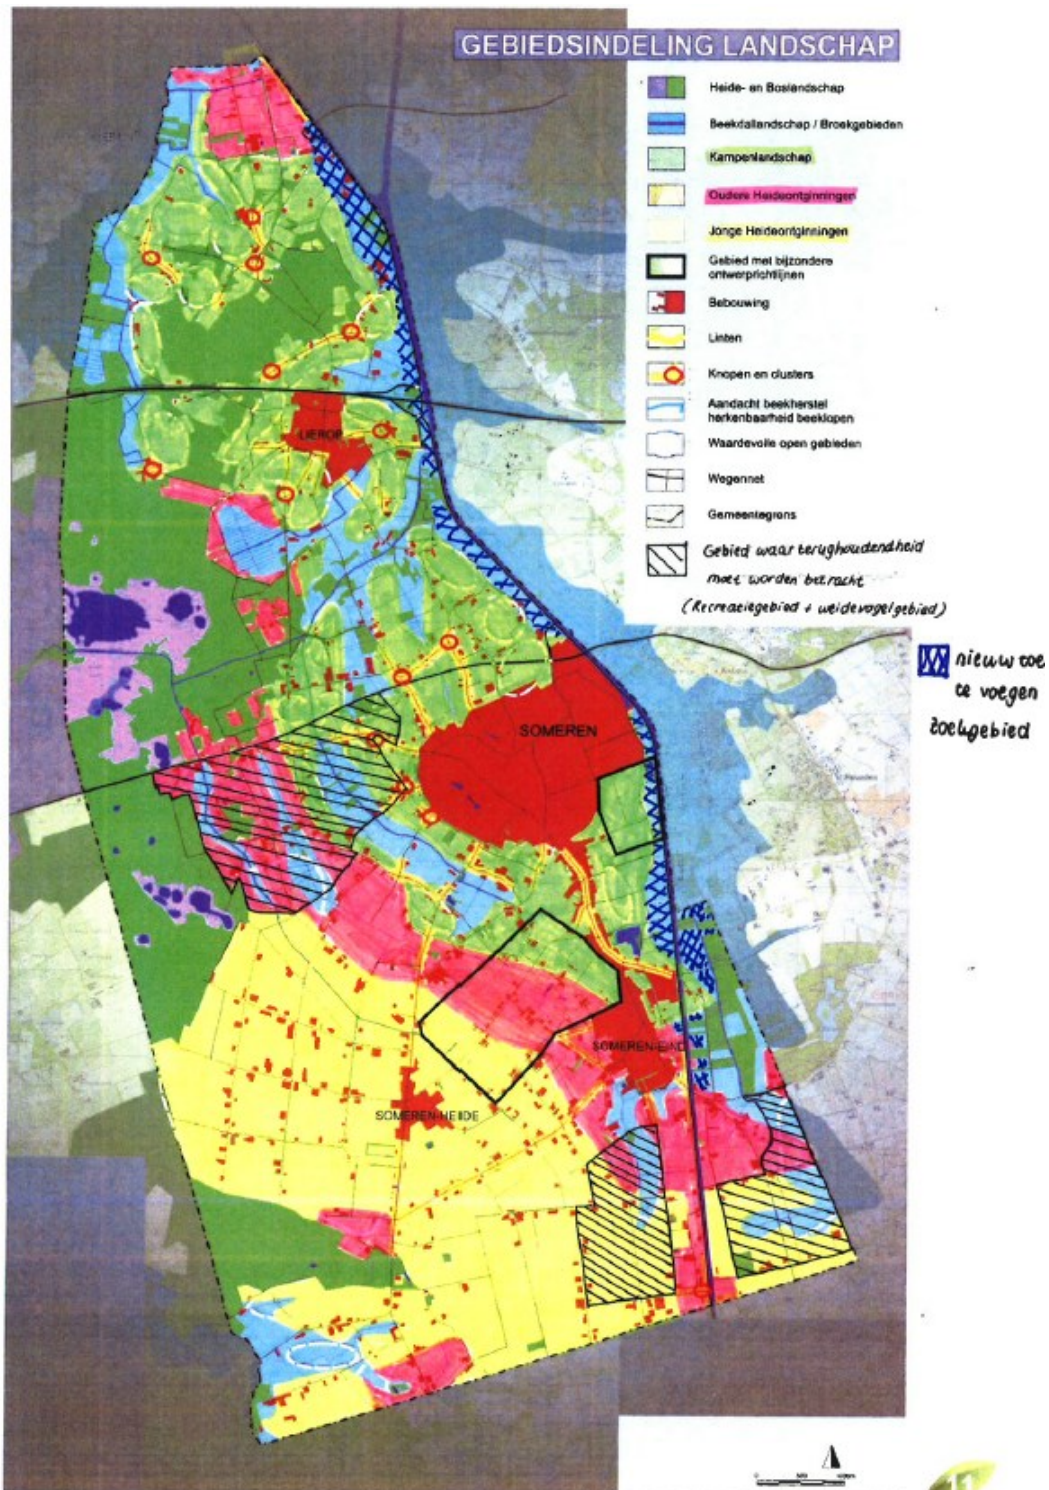 GEBIEDSINDELING LANDSCHAP
Heide- en Boslandschap
Beekdallandschap / Broekgebieden
Kampenlandschap
Oudere Heideontginningen
Jonge Heideontginningen
Gebied met bijzondere
ontwerprichtlijnen
Bebouwing
Linten
Knopen en clusters
Aandacht beekherstel
herkenbaarheid beeklopen
Waardevolle open gebieden
Wegennet
Gemeentegrens
Gebied waar terughoudendheid
moet worden betracht
(Recreatiegebied + weidevogelgebied)
nieuw toe
te voegen
zoekgebied
LIEROP
SOMEREN
SOMEREN-EIND
SOMEREN-HEIDE
11